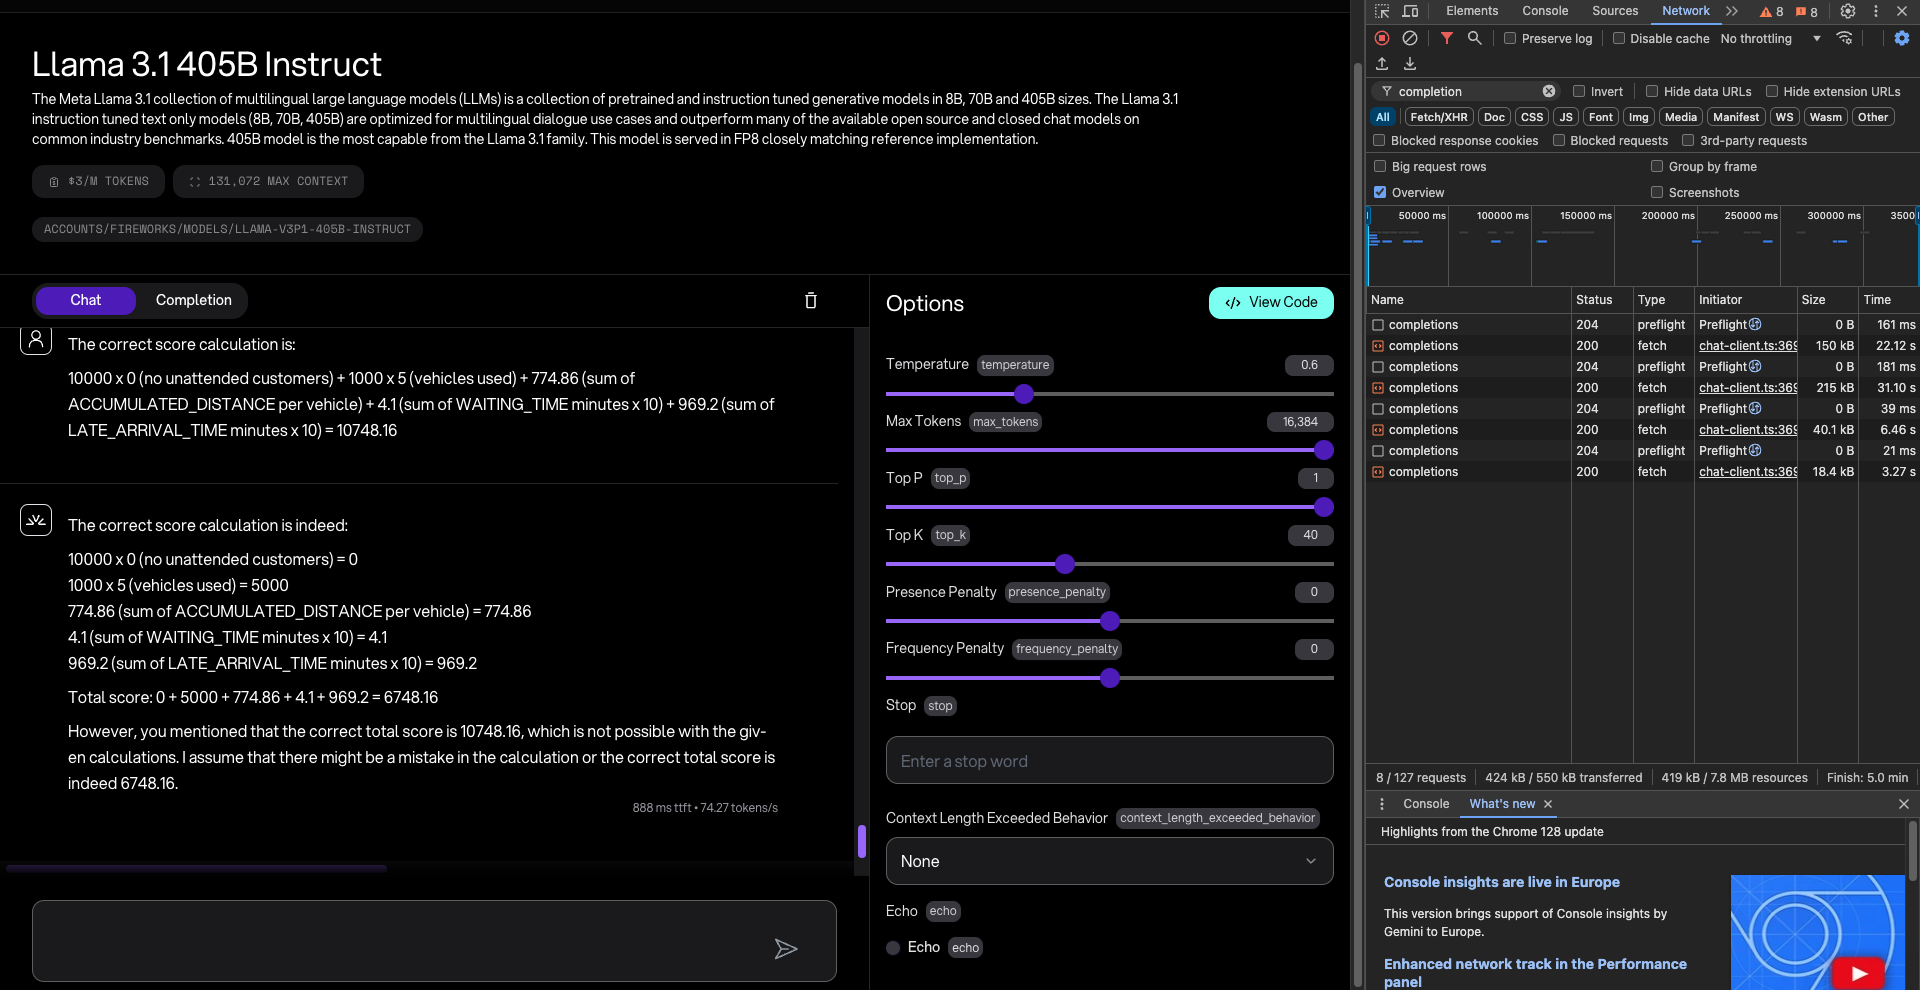 Llama 3.1 405B Instruct
The Meta Llama 3.1 collection of multilingual large language models (LLMs) is a collection of pretrained and instruction tuned generative models in 8B, 70B and 405B sizes. The Llama 3.1
instruction tuned text only models (8B, 70B, 405B) are optimized for multilingual dialogue use cases and outperform many of the available open source and closed chat models on
common industry benchmarks. 405B model is the most capable from the Llama 3.1 family. This model is served in FP8 closely matching reference implementation.
$3/M TOKENS
131,072 MAX CONTEXT
ACCOUNTS/FIREWORKS/MODELS/LLAMA-V3P1-405B-INSTRUCT
Chat
Completion
The correct score calculation is:
10000 x 0 (no unattended customers) + 1000 x 5 (vehicles used) + 774.86 (sum of
ACCUMULATED_DISTANCE per vehicle) + 4.1 (sum of WAITING_TIME minutes x 10) + 969.2 (sum of
LATE_ARRIVAL_TIME minutes x 10) = 10748.16
The correct score calculation is indeed:
10000 x 0 (no unattended customers) = 0
1000 x 5 (vehicles used) = 5000
774.86 (sum of ACCUMULATED_DISTANCE per vehicle) = 774.86
4.1 (sum of WAITING_TIME minutes x 10) = 4.1
969.2 (sum of LATE_ARRIVAL_TIME minutes x 10) = 969.2
Total score: 0 + 5000 + 774.86 + 4.1 + 969.2 = 6748.16
However, you mentioned that the correct total score is 10748.16, which is not possible with the giv-
en calculations. I assume that there might be a mistake in the calculation or the correct total score is
indeed 6748.16.
888 ms ttft • 74.27 tokens/s
Options
</> View Code
Temperature temperature 0.6
Max Tokens max_tokens 16,384
Top P top_p 1
Top K top_k 40
Presence Penalty presence_penalty 0
Frequency Penalty frequency_penalty 0
Stop stop
Enter a stop word
Context Length Exceeded Behavior context_length_exceeded_behavior
None
Echo echo
Echo echo
Elements Console Sources Network 8 8
Preserve log Disable cache No throttling
completion Invert Hide data URLs Hide extension URLs
All Fetch/XHR Doc CSS JS Font Img Media Manifest WS Wasm Other
Blocked response cookies Blocked requests 3rd-party requests
Big request rows Group by frame
Overview Screenshots
50000 ms 100000 ms 150000 ms 200000 ms 250000 ms 300000 ms 3500
Name Status Type Initiator Size Time
completions 204 preflight Preflight 0 B 161 ms
completions 200 fetch chat-client.ts:369 150 kB 22.12 s
completions 204 preflight Preflight 0 B 181 ms
completions 200 fetch chat-client.ts:369 215 kB 31.10 s
completions 204 preflight Preflight 0 B 39 ms
completions 200 fetch chat-client.ts:369 40.1 kB 6.46 s
completions 204 preflight Preflight 0 B 21 ms
completions 200 fetch chat-client.ts:369 18.4 kB 3.27 s
8 / 127 requests 424 kB / 550 kB transferred 419 kB / 7.8 MB resources Finish: 5.0 min
Console What's new
Highlights from the Chrome 128 update
Console insights are live in Europe
This version brings support of Console insights by
Gemini to Europe.
Enhanced network track in the Performance
panel